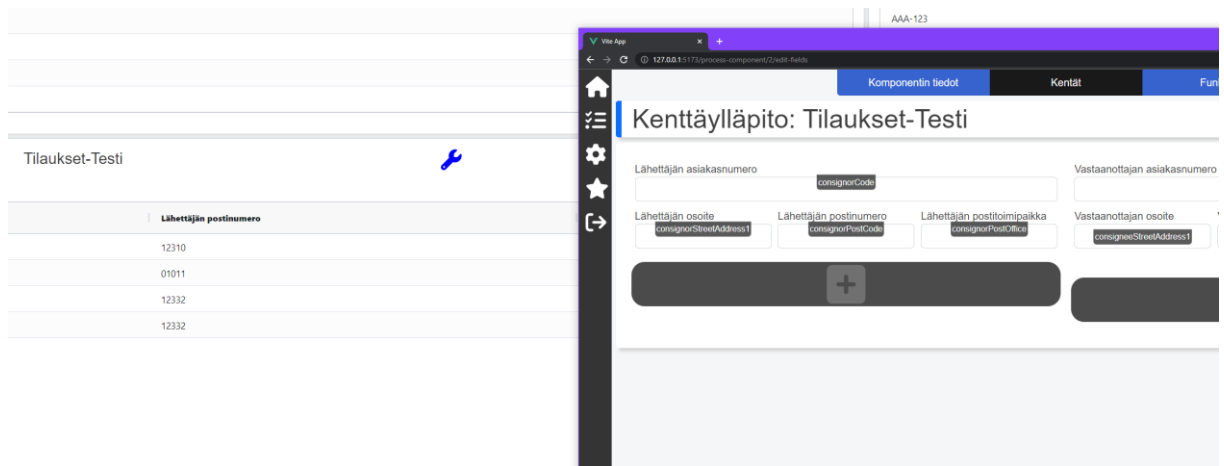 AAA-123
Vite App
127.0.0.1:5173/process-component/2/edit-fields
Komponentin tiedot
Kentät
Kenttäylläpito: Tilaukset-Testi
Tilaukset-Testi
Lähettäjän asiakasnumero
Vastaanottajan asiakasnumero
consignorCode
Lähettäjän osoite
Lähettäjän postinumero
Lähettäjän postitoimipaikka
Vastaanottajan osoite
consignorStreetAddress1
consignorPostCode
consignorPostOffice
consigneeStreetAddress1
Lähettäjän postinumero
12310
01011
12332
12332